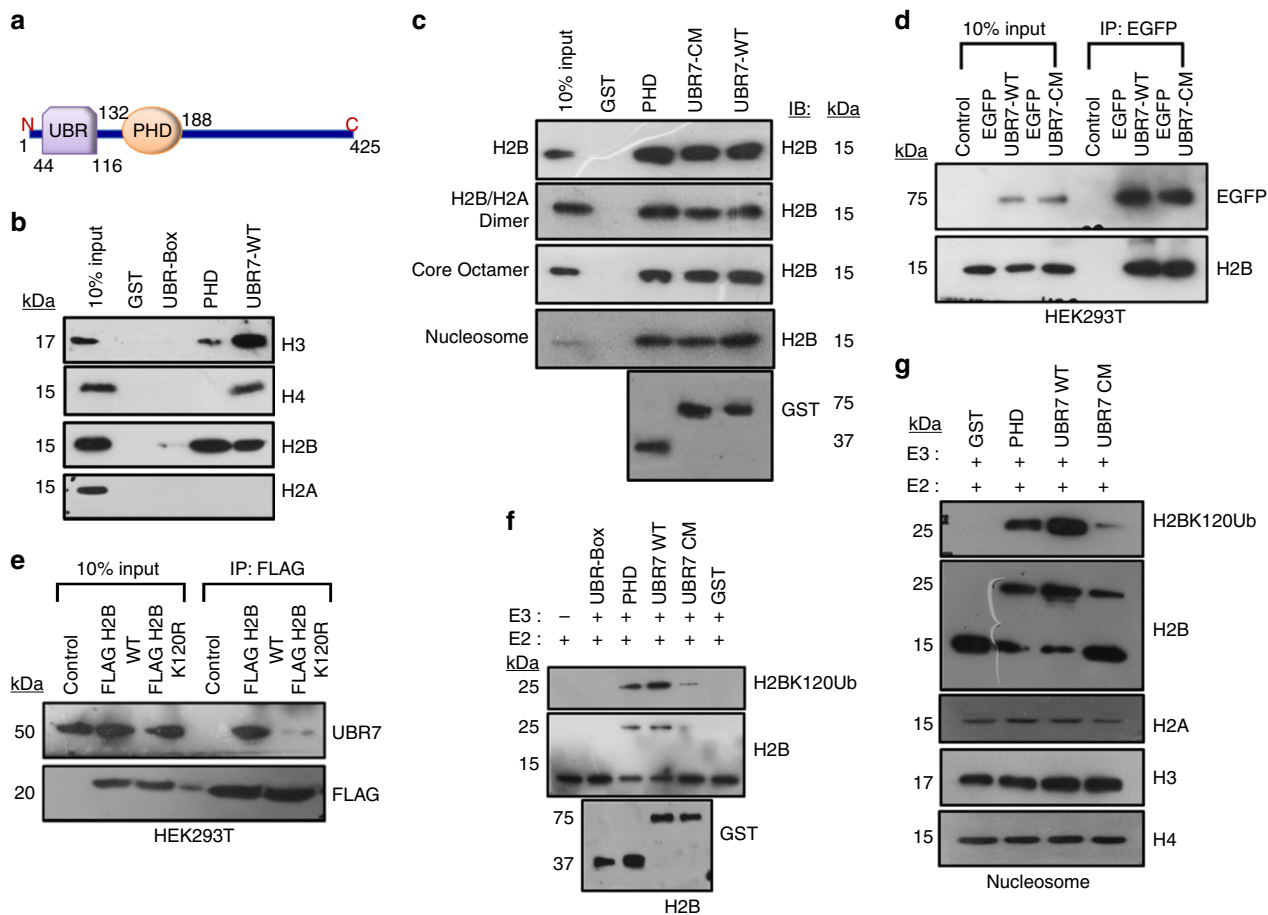 a
N
1
UBR
44
116
132
PHD
188
C
425
b
10% input
GST
UBR-Box
PHD
UBR7-WT
kDa
17
H3
15
H4
15
H2B
15
H2A
c
10% input
GST
PHD
UBR7-CM
UBR7-WT
IB:
kDa
H2B
H2B
15
H2B/H2A
Dimer
H2B
15
Core Octamer
H2B
15
Nucleosome
H2B
15
GST
75
37
d
10% input
IP: EGFP
Control
EGFP
UBR7-WT
EGFP
UBR7-CM
Control
EGFP
UBR7-WT
EGFP
UBR7-CM
kDa
75
EGFP
15
H2B
HEK293T
e
10% input
IP: FLAG
Control
FLAG H2B
WT
FLAG H2B
K120R
Control
FLAG H2B
WT
FLAG H2B
K120R
kDa
50
UBR7
20
FLAG
HEK293T
f
UBR-Box
PHD
UBR7 WT
UBR7 CM
GST
E3 : – + + + + +
E2 : + + + + + +
kDa
25
H2BK120Ub
25
15
H2B
75
37
GST
H2B
g
kDa
GST
PHD
UBR7 WT
UBR7 CM
E3 : + + + +
E2 : + + + +
25
H2BK120Ub
25
15
H2B
15
H2A
17
H3
15
H4
Nucleosome